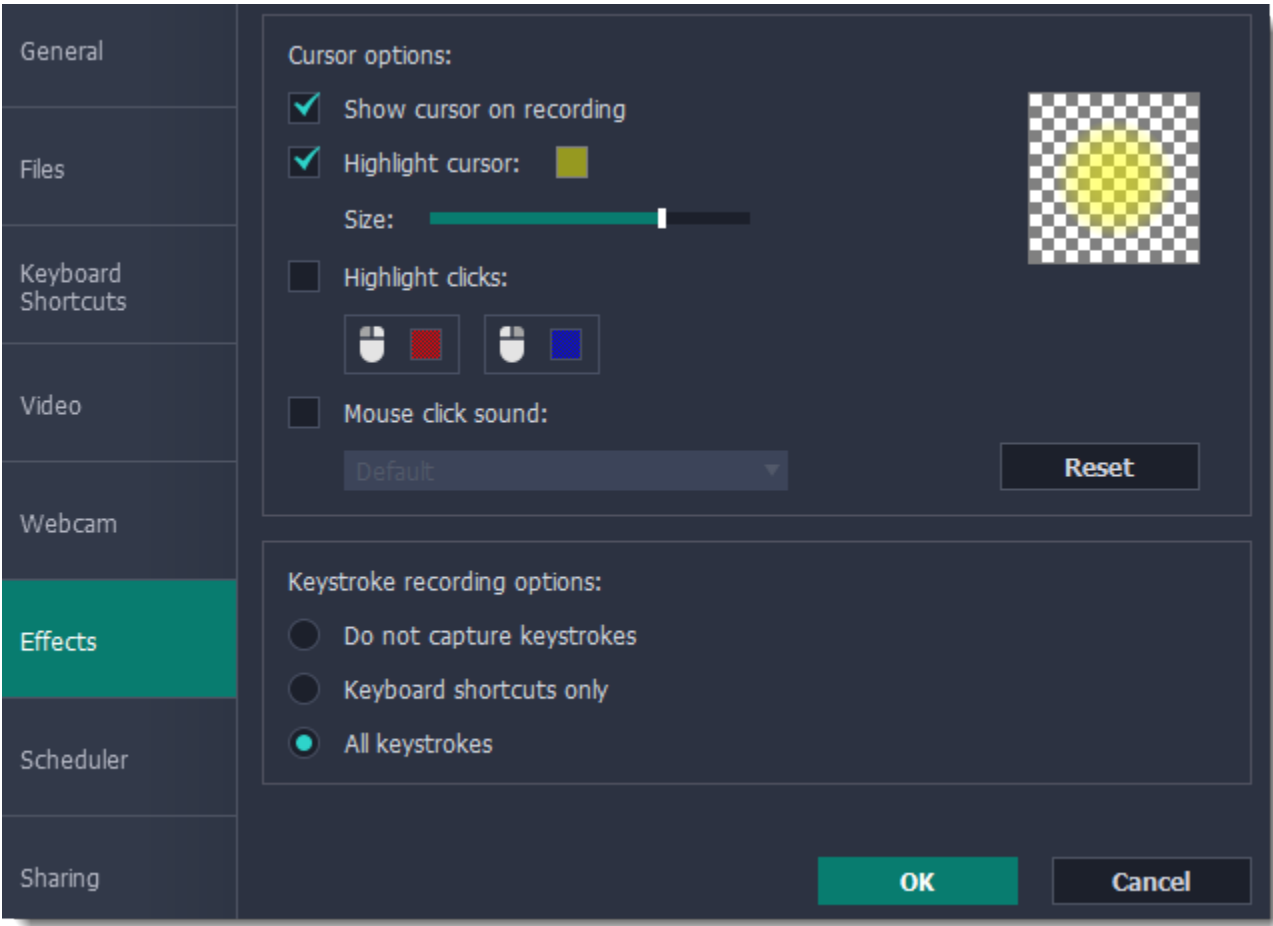 General
Files
Keyboard
Shortcuts
Video
Webcam
Effects
Scheduler
Sharing
Cursor options:
Show cursor on recording
Highlight cursor:
Size:
Highlight clicks:
Mouse click sound:
Default
Reset
Keystroke recording options:
Do not capture keystrokes
Keyboard shortcuts only
All keystrokes
OK
Cancel